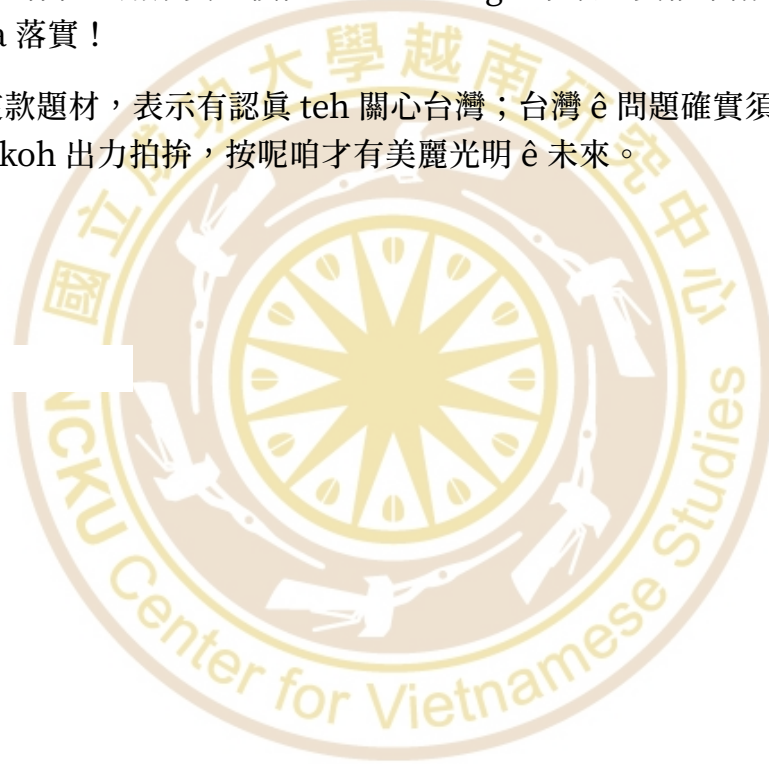 落實！
款題材，表示有認眞 teh 關心台灣；台灣 ê 問題確實須
koh 出力拍拚，按呢咱才有美麗光明 ê 未來。
國立成功大學越南研究中心
NCKU Center for Vietnamese Studies